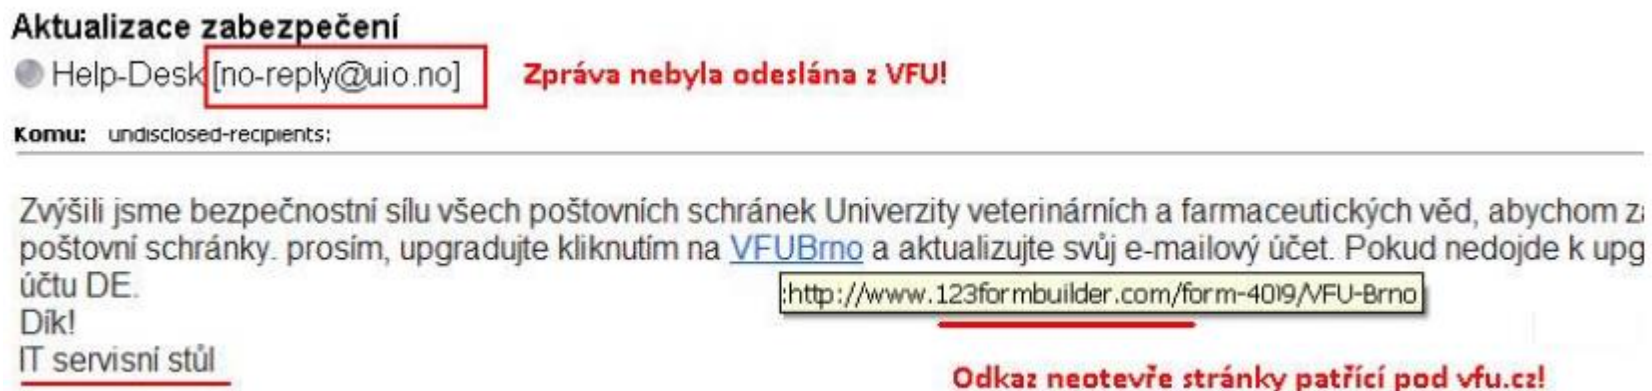 Aktualizace zabezpečení
Help-Desk [no-reply@uio.no] Zpráva nebyla odeslána z VFU!
Komu: undisclosed-recipients:
Zvýšili jsme bezpečnostní sílu všech poštovních schránek Univerzity veterinárních a farmaceutických věd, abychom
poštovní schránky. prosím, upgradujte kliknutím na VFUBrno a aktualizujte svůj e-mailový účet. Pokud nedojde k upg
účtu DE.
:http://www.123formbuilder.com/form-4019/VFU-Brno
Dík!
IT servisní stůl
Odkaz neotevře stránky patřící pod vfu.cz!